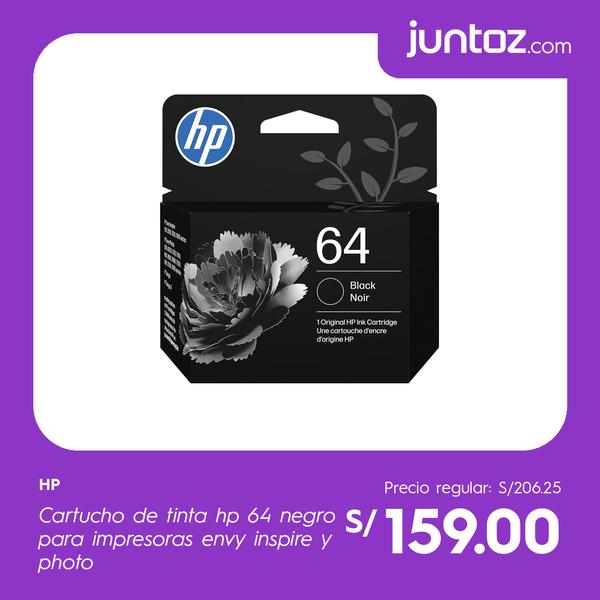 juntoz.com
hp
64
Black
Noir
1 Original HP Ink Cartridge
Une cartouche d'encre
d'origine HP
HP
Precio regular: S/206.25
Cartucho de tinta hp 64 negro
para impresoras envy inspire y
photo
S/159.00